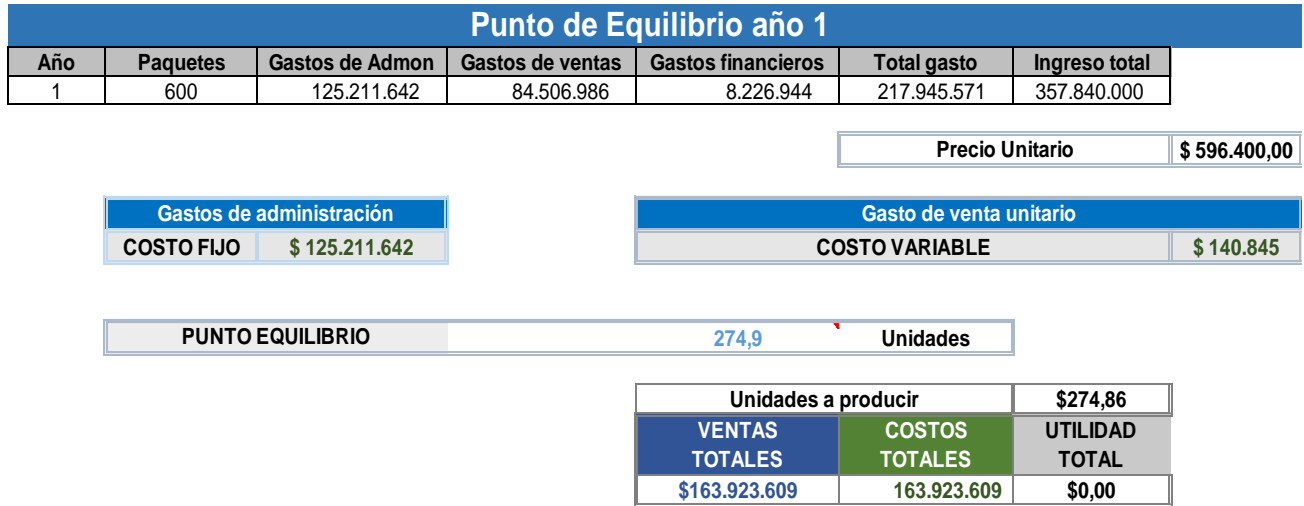 Punto de Equilibrio año 1
Año Paquetes Gastos de Admon Gastos de ventas Gastos financieros Total gasto Ingreso total
1 600 125.211.642 84.506.986 8.226.944 217.945.571 357.840.000
Precio Unitario $ 596.400,00
Gastos de administración Gasto de venta unitario
COSTO FIJO $ 125.211.642 COSTO VARIABLE $ 140.845
PUNTO EQUILIBRIO 274,9 Unidades
Unidades a producir $274,86
VENTAS COSTOS UTILIDAD
TOTALES TOTALES TOTAL
$163.923.609 163.923.609 $0,00